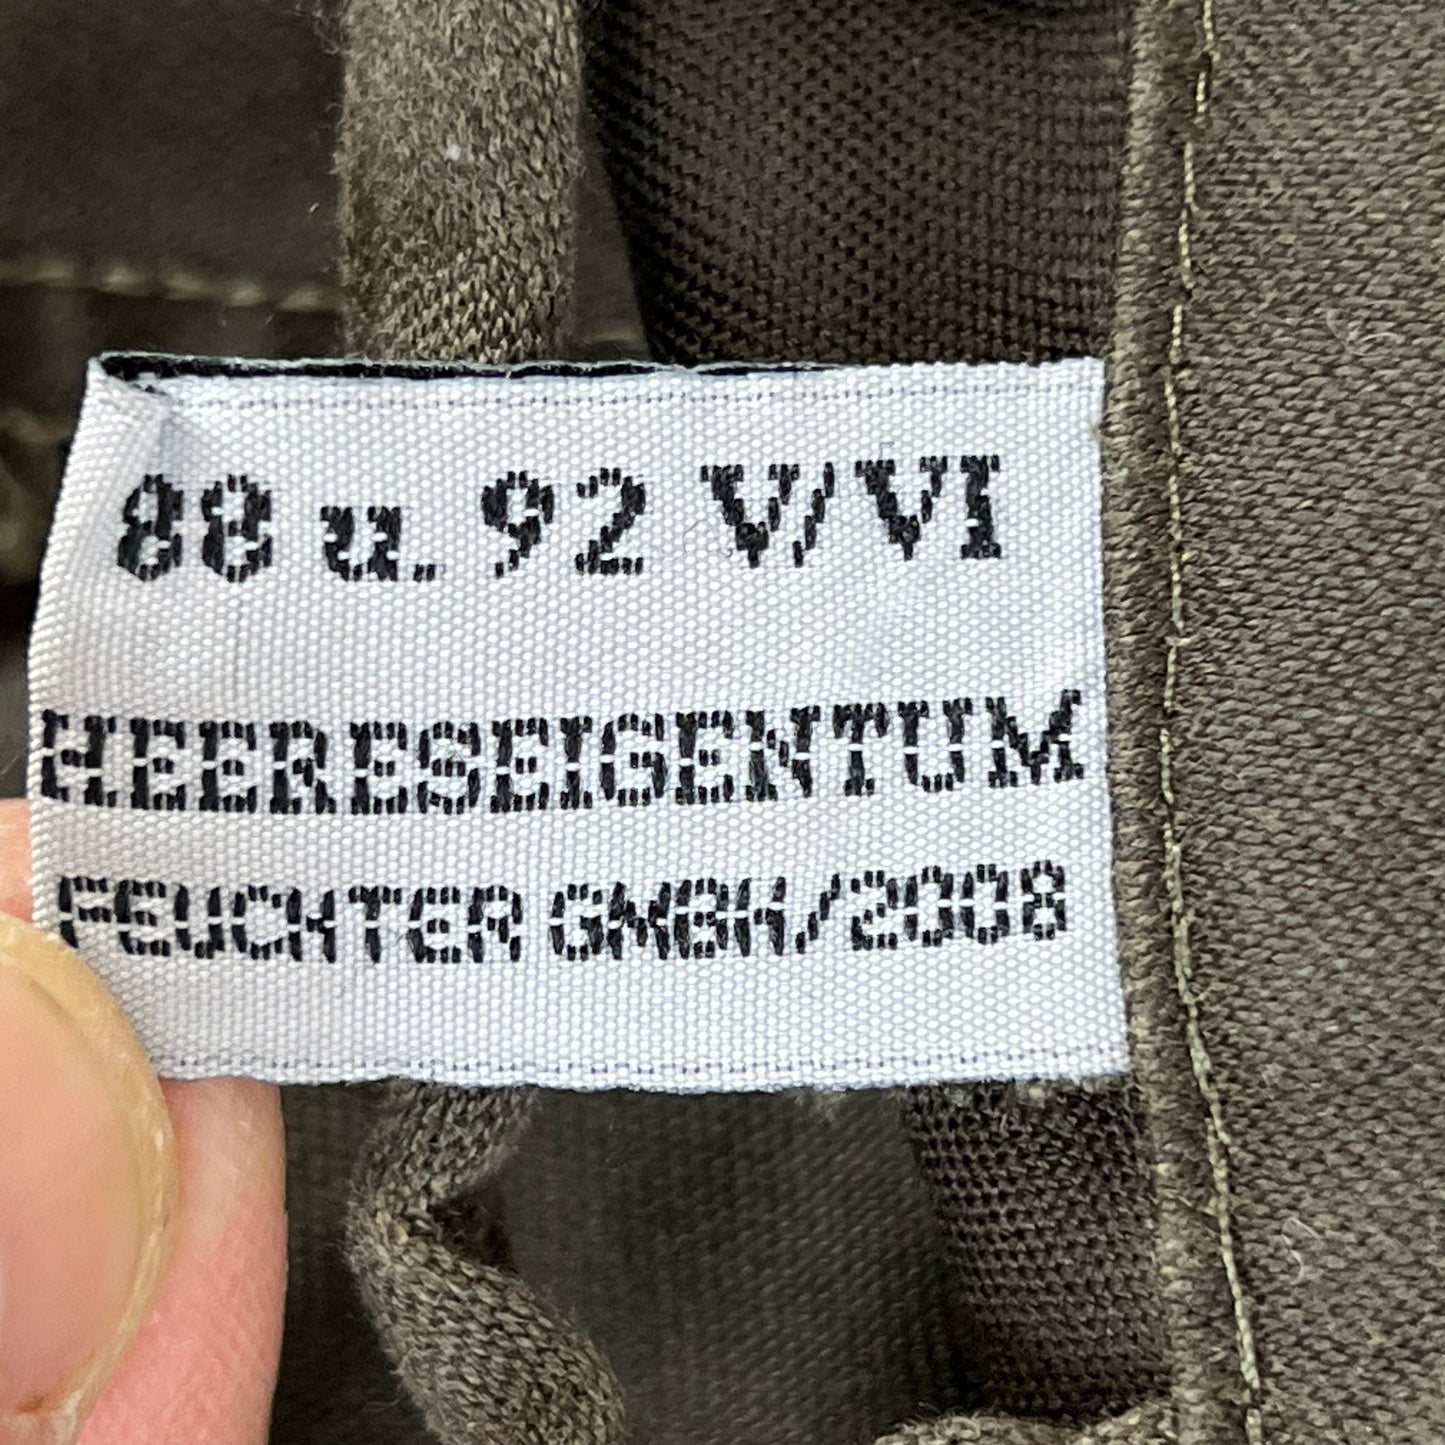 88 u. 92 V/VI
HEERESEIGENTUM
FEUCHTER GMBH/2008